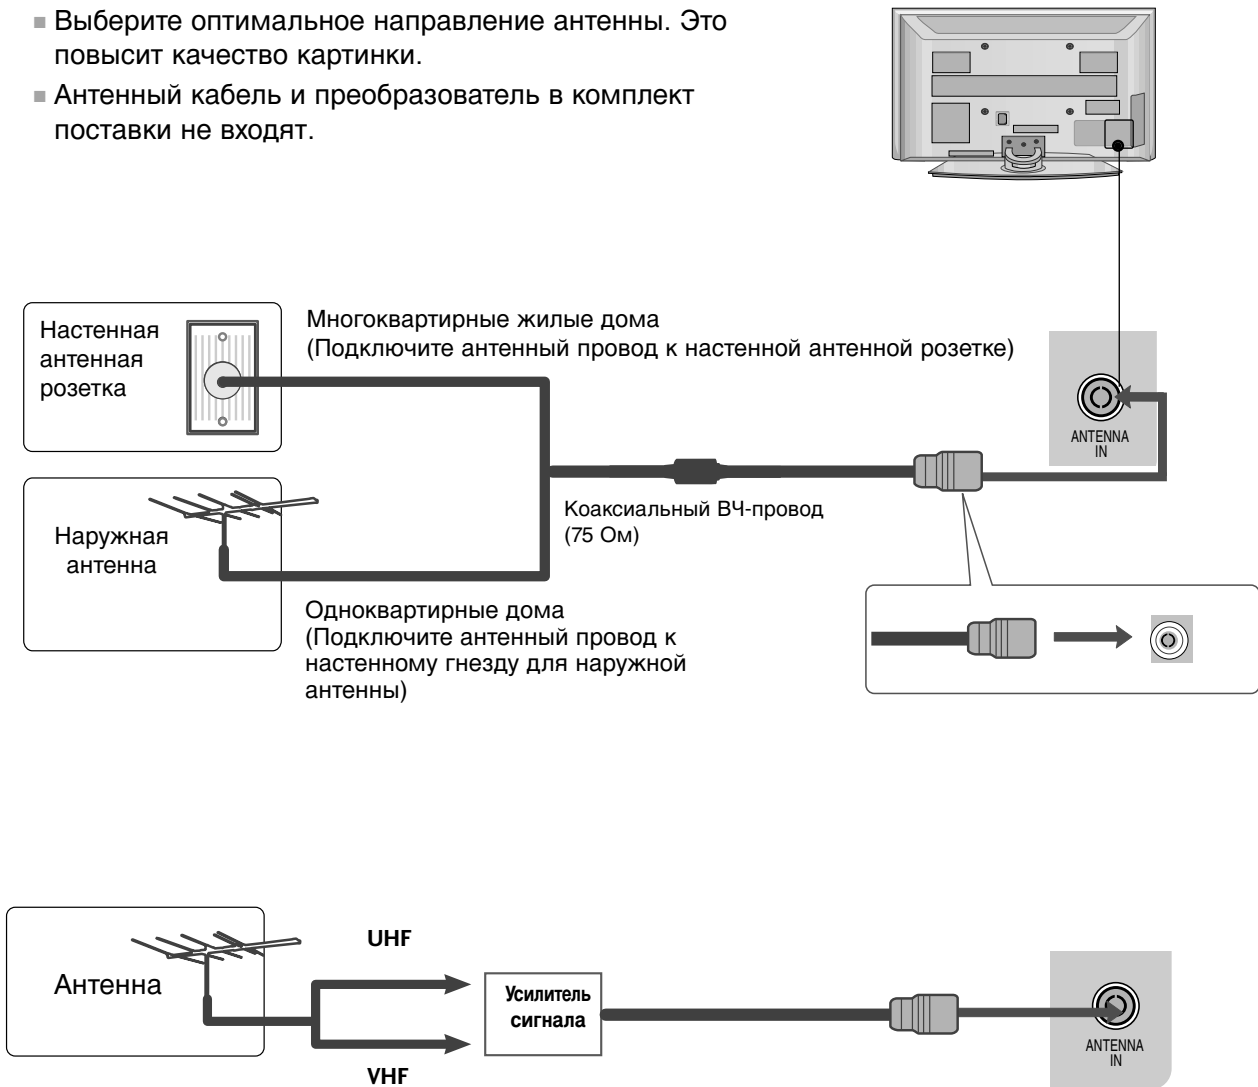 Выберите оптимальное направление антенны. Это
повысит качество картинки.
Антенный кабель и преобразователь в комплект
поставки не входят.
Настенная
антенная
розетка
Многоквартирные жилые дома
(Подключите антенный провод к настенной антенной розетке)
ANTENNA
IN
Коаксиальный ВЧ-провод
(75 Ом)
Наружная
антенна
Одноквартирные дома
(Подключите антенный провод к
настенному гнезду для наружной
антенны)
Антенна
UHF
VHF
Усилитель
сигнала
ANTENNA
IN